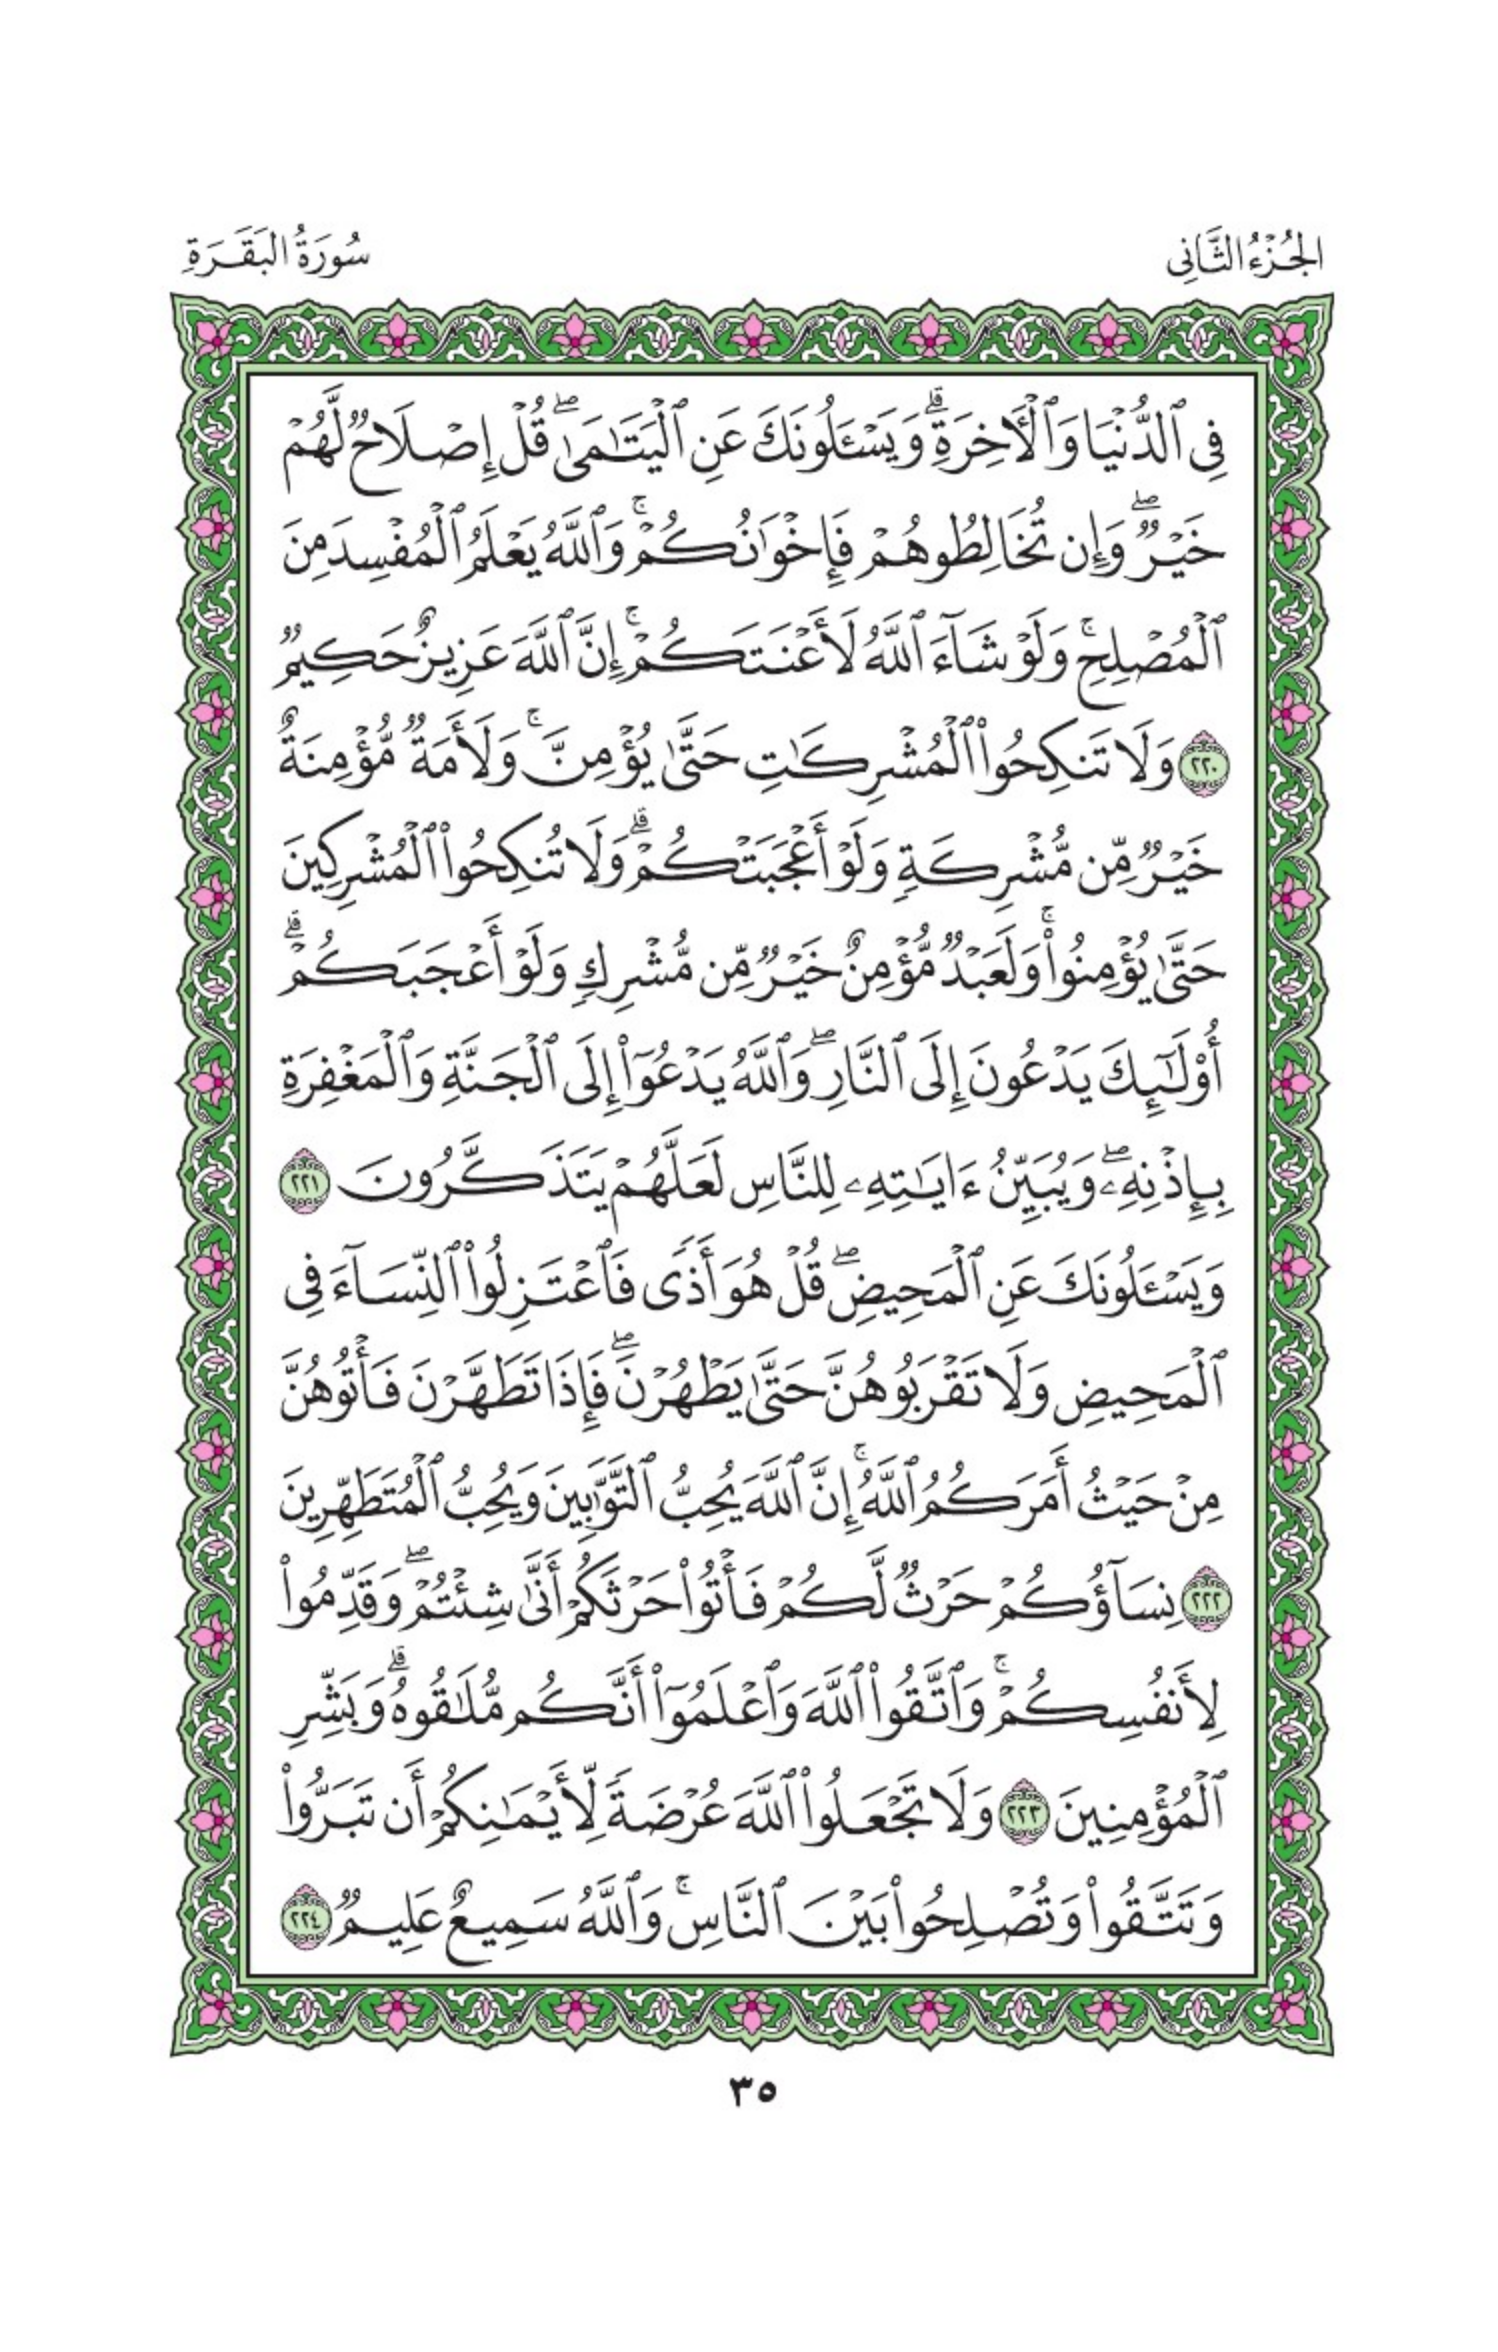 الجُزْءُ الثَّانِي
سُورَةُ البَقَرَةِ
فِى ٱلدُّنْيَا وَٱلْـَٔاخِرَةِۗ وَيَسْـَٔلُونَكَ عَنِ ٱلْيَتَـٰمَىٰۖ قُلْ إِصْلَاحٌ لَّهُمْ
خَيْرٌۖ وَإِن تُخَالِطُوهُمْ فَإِخْوَٰنُكُمْۚ وَٱللَّهُ يَعْلَمُ ٱلْمُفْسِدَ مِنَ
ٱلْمُصْلِحِۚ وَلَوْ شَآءَ ٱللَّهُ لَأَعْنَتَكُمْۚ إِنَّ ٱللَّهَ عَزِيزٌ حَكِيمٌ
٢٢٠ وَلَا تَنكِحُوا۟ ٱلْمُشْرِكَـٰتِ حَتَّىٰ يُؤْمِنَّۚ وَلَأَمَةٌ مُّؤْمِنَةٌ
خَيْرٌ مِّن مُّشْرِكَةٍ وَلَوْ أَعْجَبَتْكُمْۗ وَلَا تُنكِحُوا۟ ٱلْمُشْرِكِينَ
حَتَّىٰ يُؤْمِنُوا۟ۚ وَلَعَبْدٌ مُّؤْمِنٌ خَيْرٌ مِّن مُّشْرِكٍ وَلَوْ أَعْجَبَكُمْۗ
أُو۟لَـٰٓئِكَ يَدْعُونَ إِلَى ٱلنَّارِۖ وَٱللَّهُ يَدْعُوٓا۟ إِلَى ٱلْجَنَّةِ وَٱلْمَغْفِرَةِ
بِإِذْنِهِۦۖ وَيُبَيِّنُ ءَايَـٰتِهِۦ لِلنَّاسِ لَعَلَّهُمْ يَتَذَكَّرُونَ ٢٢١
وَيَسْـَٔلُونَكَ عَنِ ٱلْمَحِيضِۖ قُلْ هُوَ أَذًى فَٱعْتَزِلُوا۟ ٱلنِّسَآءَ فِى
ٱلْمَحِيضِ وَلَا تَقْرَبُوهُنَّ حَتَّىٰ يَطْهُرْنَۖ فَإِذَا تَطَهَّرْنَ فَأْتُوهُنَّ
مِنْ حَيْثُ أَمَرَكُمُ ٱللَّهُۚ إِنَّ ٱللَّهَ يُحِبُّ ٱلتَّوَّٰبِينَ وَيُحِبُّ ٱلْمُتَطَهِّرِينَ
٢٢٢ نِسَآؤُكُمْ حَرْثٌ لَّكُمْ فَأْتُوا۟ حَرْثَكُمْ أَنَّىٰ شِئْتُمْۖ وَقَدِّمُوا۟
لِأَنفُسِكُمْۚ وَٱتَّقُوا۟ ٱللَّهَ وَٱعْلَمُوٓا۟ أَنَّكُم مُّلَـٰقُوهُۗ وَبَشِّرِ
ٱلْمُؤْمِنِينَ ٢٢٣ وَلَا تَجْعَلُوا۟ ٱللَّهَ عُرْضَةً لِّأَيْمَـٰنِكُمْ أَن تَبَرُّوا۟
وَتَتَّقُوا۟ وَتُصْلِحُوا۟ بَيْنَ ٱلنَّاسِۚ وَٱللَّهُ سَمِيعٌ عَلِيمٌ ٢٢٤
٣٥